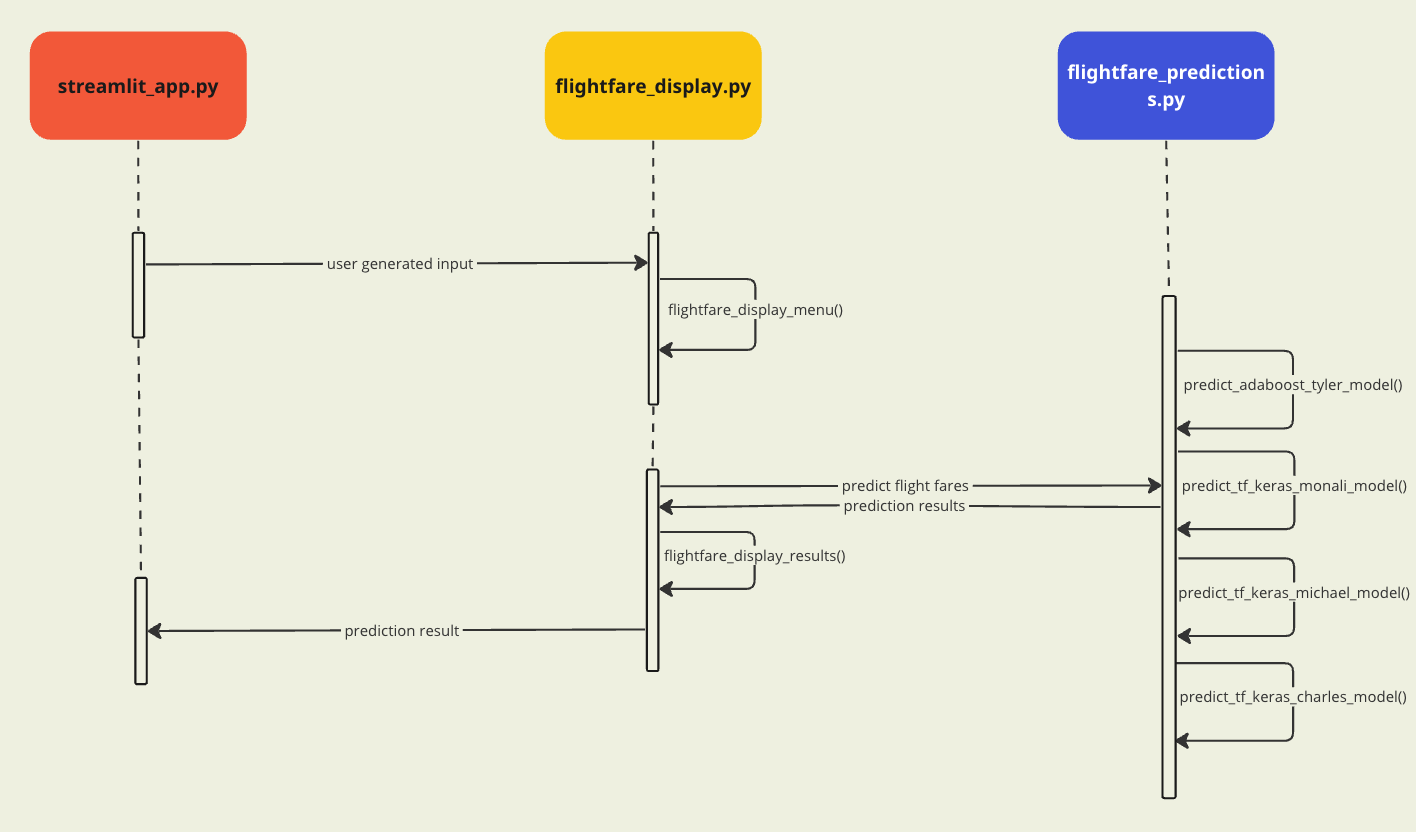 streamlit_app.py
flightfare_display.py
flightfare_prediction
s.py
user generated input
flightfare_display_menu()
predict_adaboost_tyler_model()
predict flight fares
predict_tf_keras_monali_model()
prediction results
flightfare_display_results()
predict_tf_keras_michael_model()
prediction result
predict_tf_keras_charles_model()